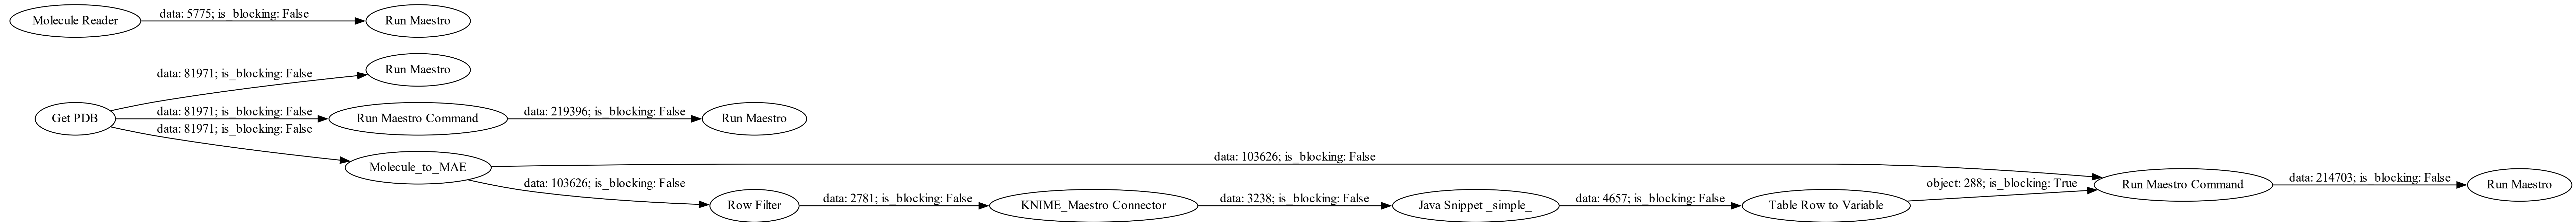 Molecule Reader
data: 5775; is_blocking: False
Run Maestro
Get PDB
data: 81971; is_blocking: False
Run Maestro
data: 81971; is_blocking: False
Run Maestro Command
data: 219396; is_blocking: False
Run Maestro
data: 81971; is_blocking: False
Molecule_to_MAE
data: 103626; is_blocking: False
data: 103626; is_blocking: False
Row Filter
data: 2781; is_blocking: False
KNIME_Maestro Connector
data: 3238; is_blocking: False
Java Snippet _simple_
data: 4657; is_blocking: False
Table Row to Variable
object: 288; is_blocking: True
Run Maestro Command
data: 214703; is_blocking: False
Run Maestro